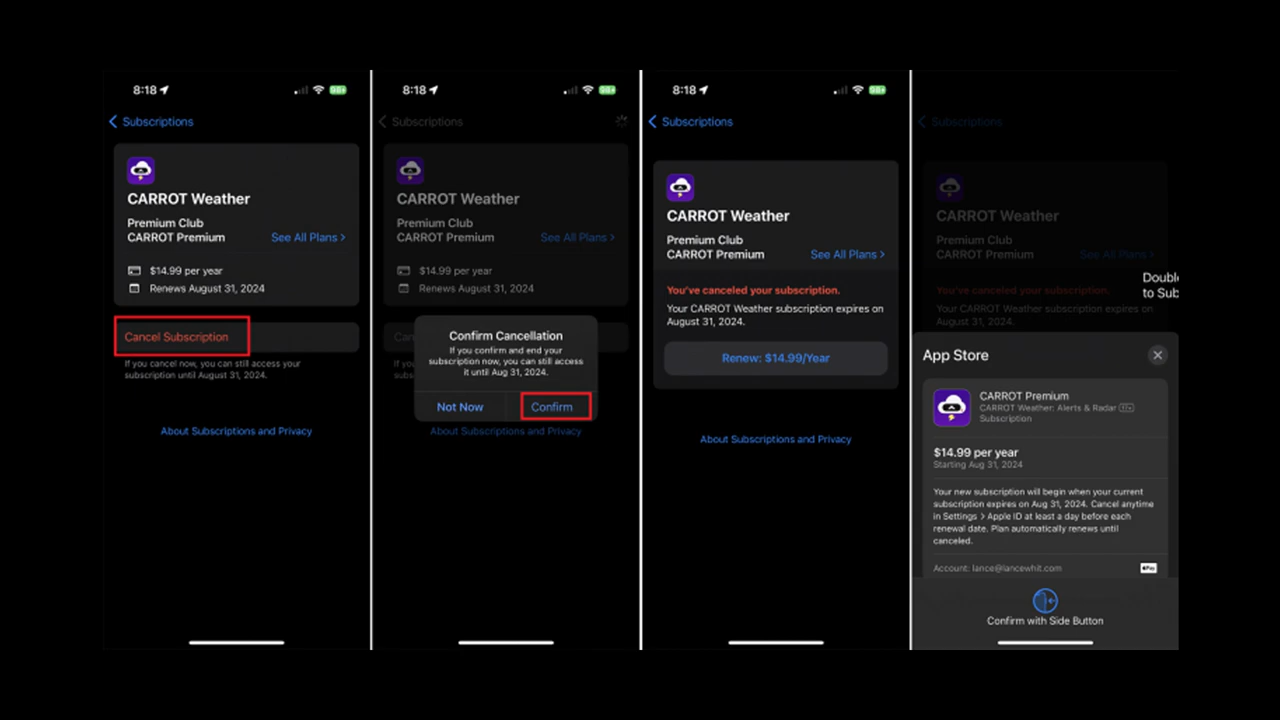 8:18
Subscriptions
CARROT Weather
Premium Club
CARROT Premium
See All Plans >
$14.99 per year
Renews August 31, 2024
Cancel Subscription
If you cancel now, you can still access your
subscription until August 31, 2024.
About Subscriptions and Privacy
8:18
Subscriptions
CARROT Weather
Premium Club
CARROT Premium
See All Plans >
$14.99 per year
Renews August 31, 2024
Can
If yo
subs
Confirm Cancellation
If you confirm and end your
subscription now, you can still access
it until Aug 31, 2024.
Not Now
Confirm
About Subscriptions and Privacy
8:18
Subscriptions
CARROT Weather
Premium Club
CARROT Premium
See All Plans >
You've canceled your subscription.
Your CARROT Weather subscription expires on
August 31, 2024.
Renew: $14.99/Year
About Subscriptions and Privacy
Subscriptions
CARROT Weather
Premium Club
CARROT Premium
See All Plans >
You've canceled your subscription.
Your CARROT Weather subscription expires on
August 31, 2024.
Doubl
to Sub
App Store
CARROT Premium
CARROT Weather: Alerts & Radar
Subscription
$14.99 per year
Starting Aug 31, 2024
Your new subscription will begin when your current
subscription expires on Aug 31, 2024. Cancel anytime
in Settings > Apple ID at least a day before each
renewal date. Plan automatically renews until
canceled.
Account: lance@lancewhit.com
Pay
Confirm with Side Button